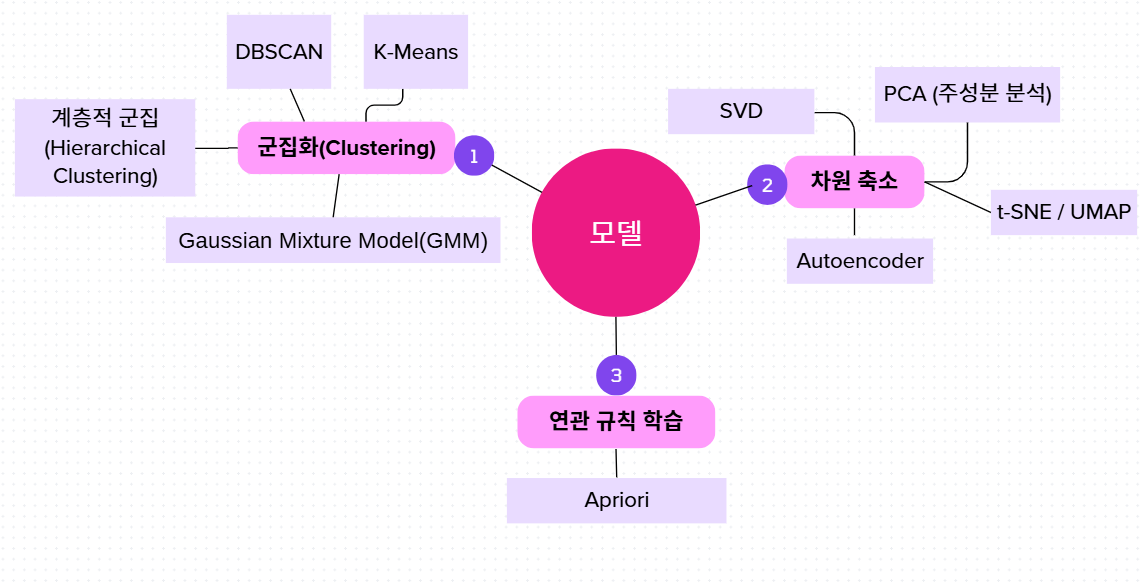 DBSCAN
K-Means
계층적 군집
(Hierarchical
Clustering)
군집화(Clustering)
1
Gaussian Mixture Model(GMM)
모델
SVD
PCA (주성분 분석)
2
차원 축소
t-SNE / UMAP
Autoencoder
3
연관 규칙 학습
Apriori